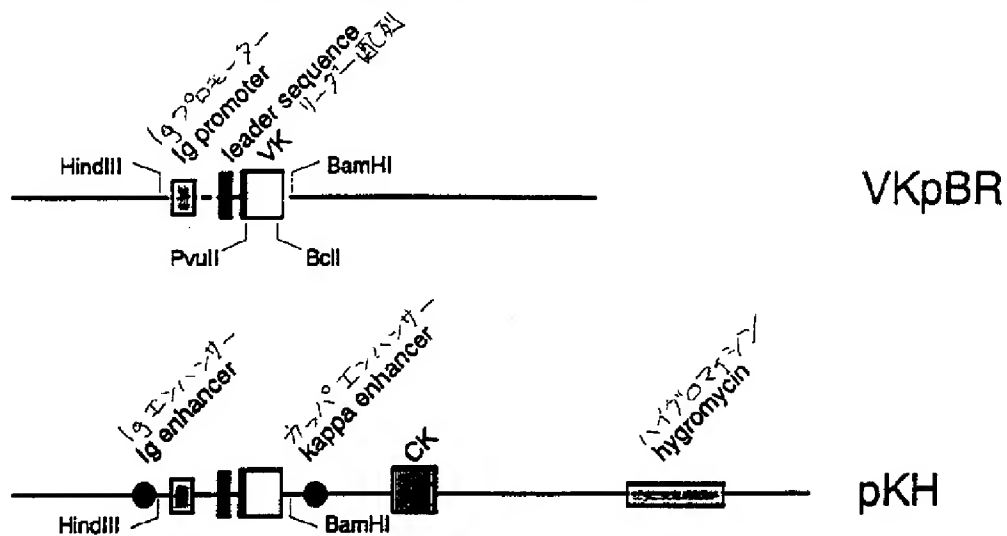 Igプロモーター
Ig promoter
leader sequence
リーダー配列
VK
HindIII
BamHI
PvuII
BclI
VKpBR
Igエンハンサー
Ig enhancer
カッパエンハンサー
kappa enhancer
CK
ハイグロマイシン
hygromycin
HindIII
BamHI
pKH